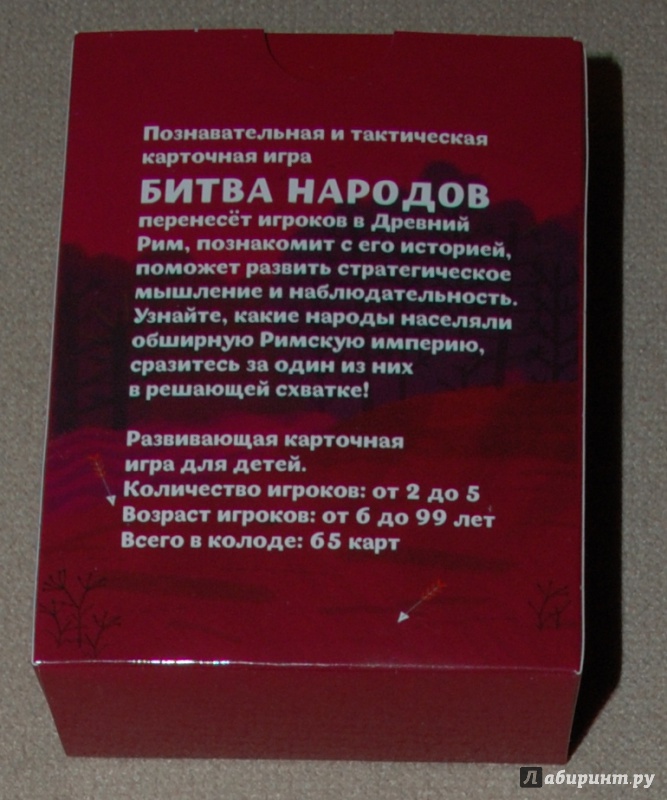 Познавательная и тактическая
карточная игра
БИТВА НАРОДОВ
перенесёт игроков в Древний
Рим, познакомит с его историей,
поможет развить стратегическое
мышление и наблюдательность.
Узнайте, какие народы населяли
обширную Римскую империю,
сразитесь за один из них
в решающей схватке!
Развивающая карточная
игра для детей.
Количество игроков: от 2 до 5
Возраст игроков: от 6 до 99 лет
Всего в колоде: 65 карт
Лабиринт.ру